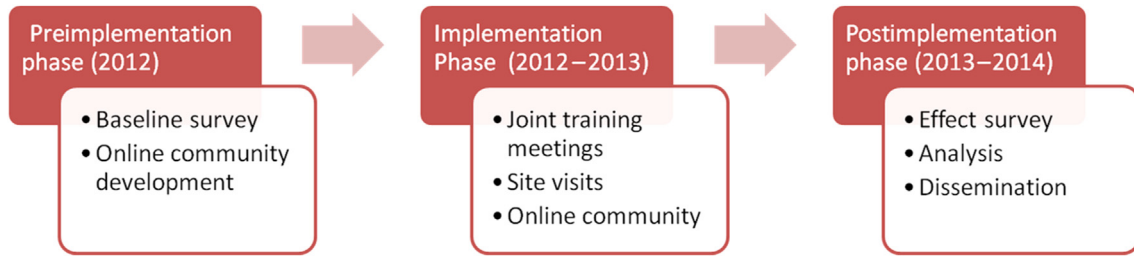 Preimplementation
phase (2012)
• Baseline survey
• Online community
development
Implementation
Phase (2012–2013)
• Joint training
meetings
• Site visits
• Online community
Postimplementation
phase (2013–2014)
• Effect survey
• Analysis
• Dissemination